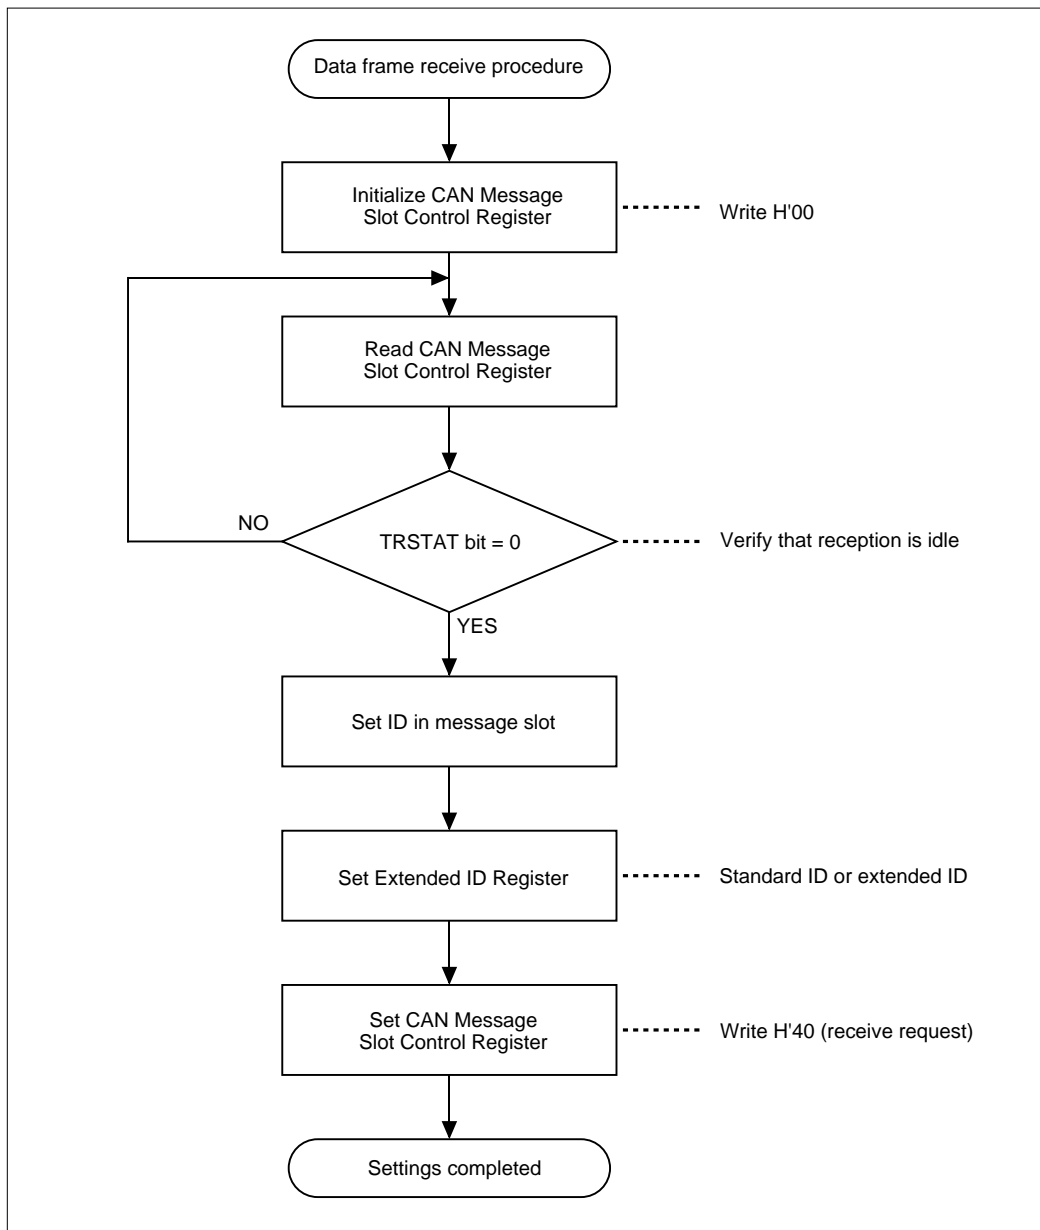 Data frame receive procedure
Initialize CAN Message
Slot Control Register
Write H'00
Read CAN Message
Slot Control Register
NO
TRSTAT bit = 0
Verify that reception is idle
YES
Set ID in message slot
Set Extended ID Register
Standard ID or extended ID
Set CAN Message
Slot Control Register
Write H'40 (receive request)
Settings completed